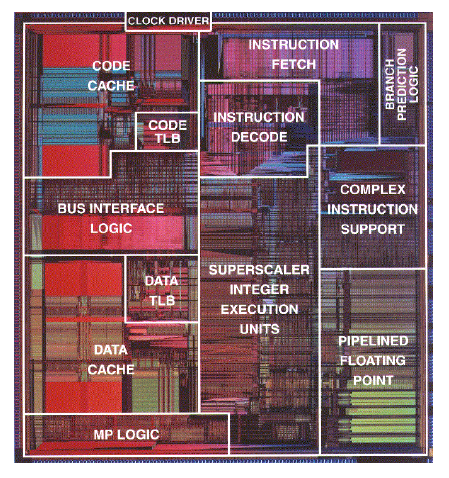 CLOCK DRIVER
CODE
CACHE
INSTRUCTION
FETCH
BRANCH
PREDICTION
LOGIC
CODE
TLB
INSTRUCTION
DECODE
BUS INTERFACE
LOGIC
COMPLEX
INSTRUCTION
SUPPORT
DATA
TLB
SUPERSCALER
INTEGER
EXECUTION
UNITS
DATA
CACHE
PIPELINED
FLOATING
POINT
MP LOGIC